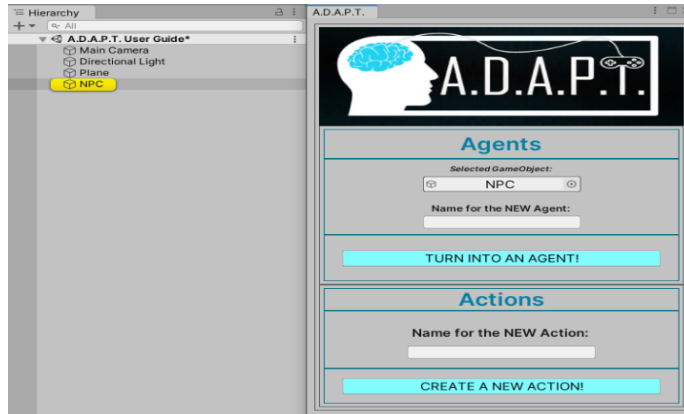 Hierarchy
All
A.D.A.P.T. User Guide*
Main Camera
Directional Light
Plane
NPC
A.D.A.P.T.
A.D.A.P.T.
Agents
Selected GameObject:
NPC
Name for the NEW Agent:
TURN INTO AN AGENT!
Actions
Name for the NEW Action:
CREATE A NEW ACTION!